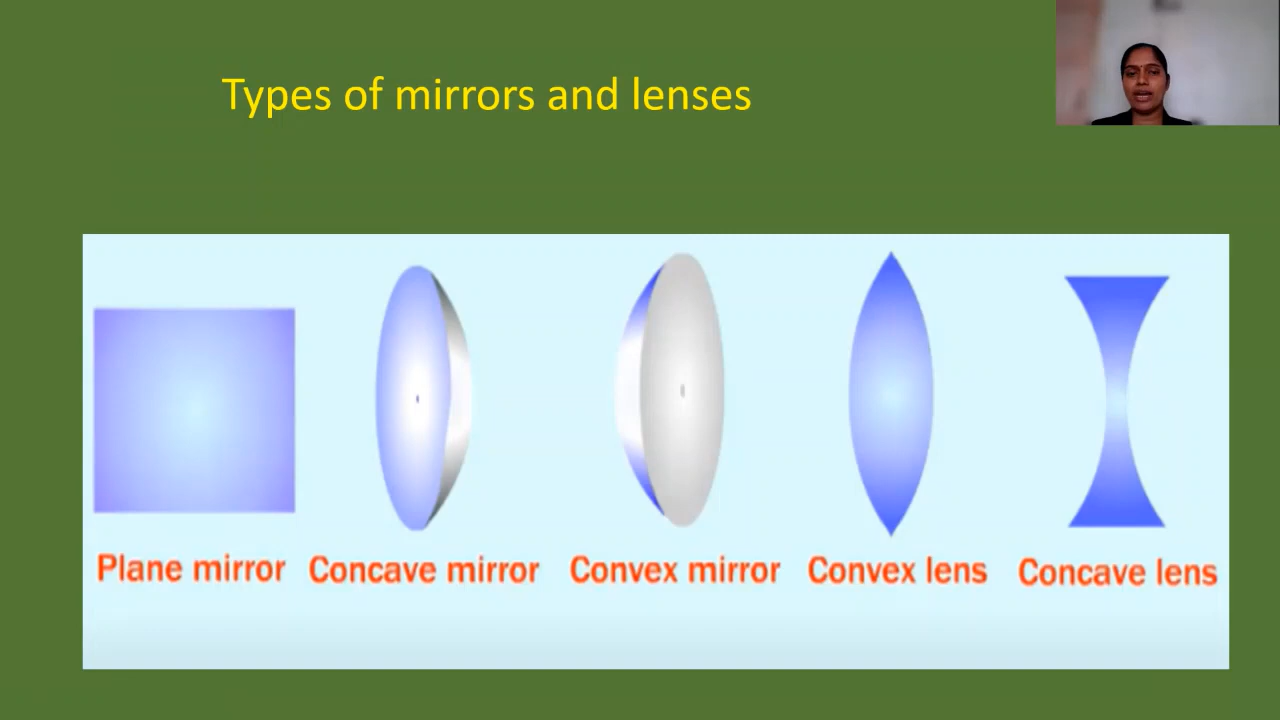 Types of mirrors and lenses
Plane mirror Concave mirror Convex mirror Convex lens Concave lens